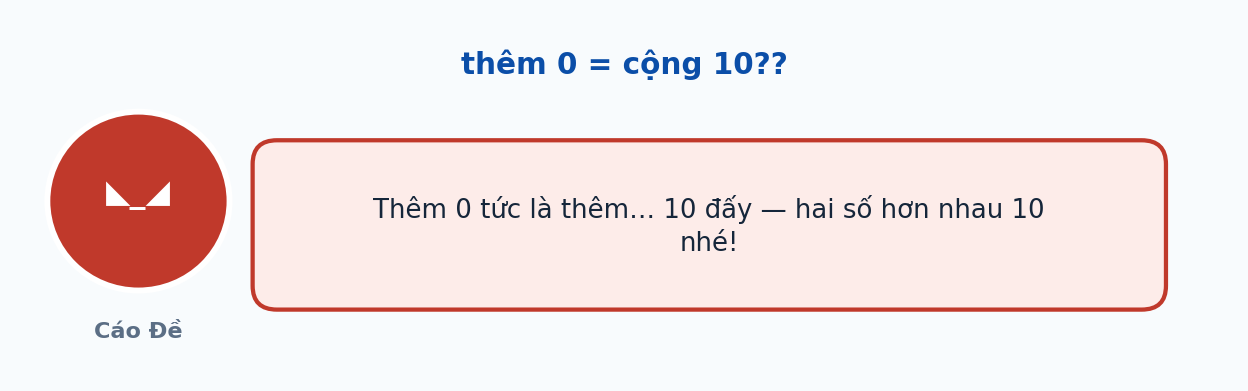 thêm 0 = cộng 10??
Thêm 0 tức là thêm... 10 đấy — hai số hơn nhau 10
nhé!
Cáo Đề